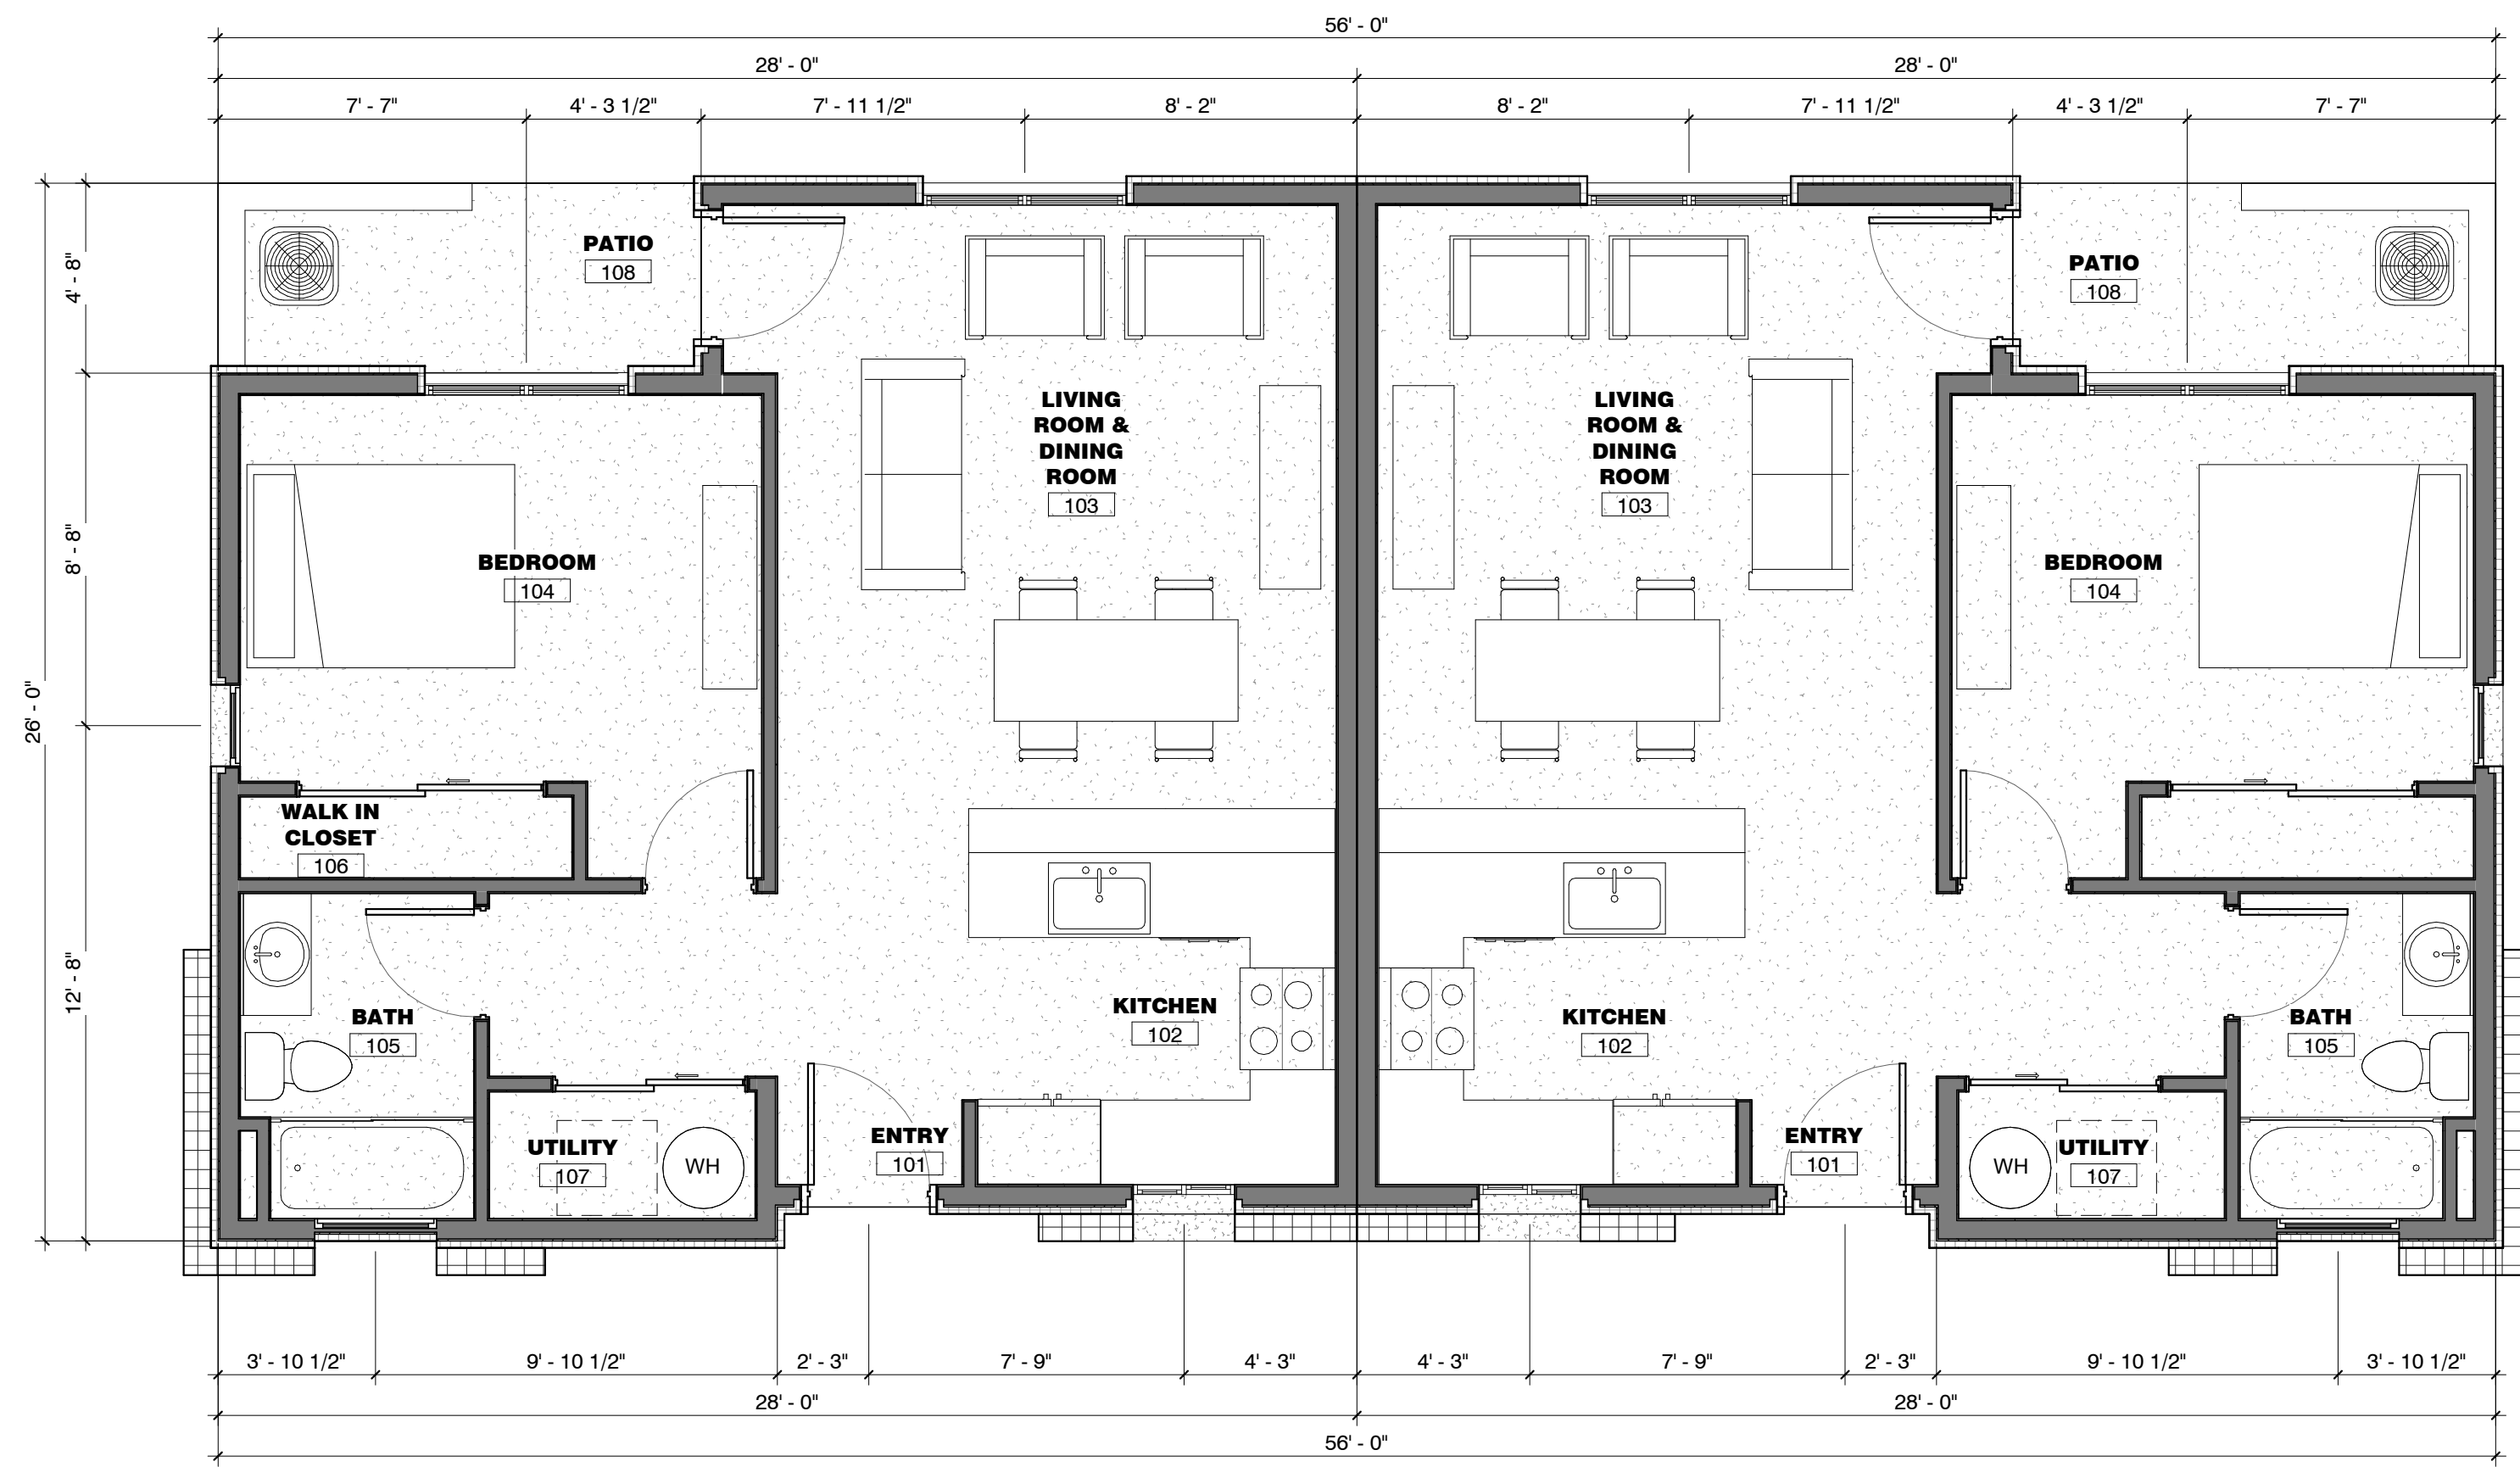 56' - 0"
28' - 0" 28' - 0"
7' - 7" 4' - 3 1/2" 7' - 11 1/2" 8' - 2" 8' - 2" 7' - 11 1/2" 4' - 3 1/2" 7' - 7"
4' - 8"
8' - 8"
26' - 0"
12' - 8"
PATIO
108
LIVING
ROOM &
DINING
ROOM
103
BEDROOM
104
WALK IN
CLOSET
106
BATH
105
KITCHEN
102
UTILITY
107
WH
ENTRY
101
PATIO
108
LIVING
ROOM &
DINING
ROOM
103
BEDROOM
104
KITCHEN
102
BATH
105
ENTRY
101
WH
UTILITY
107
3' - 10 1/2" 9' - 10 1/2" 2' - 3" 7' - 9" 4' - 3" 4' - 3" 7' - 9" 2' - 3" 9' - 10 1/2" 3' - 10 1/2"
28' - 0" 28' - 0"
56' - 0"